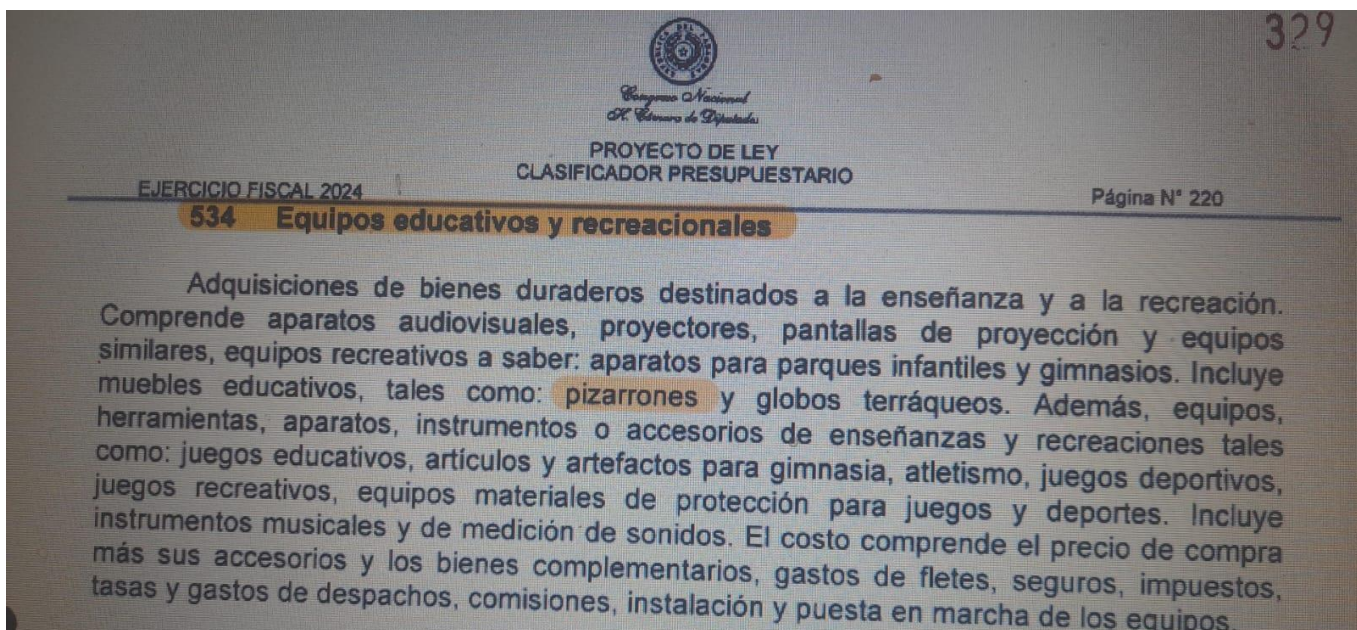 329
Congreso Nacional
H. Cámara de Diputados
PROYECTO DE LEY
CLASIFICADOR PRESUPUESTARIO
EJERCICIO FISCAL 2024
Página N° 220
534 Equipos educativos y recreacionales
Adquisiciones de bienes duraderos destinados a la enseñanza y a la recreación.
Comprende aparatos audiovisuales, proyectores, pantallas de proyección y equipos
similares, equipos recreativos a saber: aparatos para parques infantiles y gimnasios. Incluye
muebles educativos, tales como: pizarrones y globos terráqueos. Además, equipos,
herramientas, aparatos, instrumentos o accesorios de enseñanzas y recreaciones tales
como: juegos educativos, artículos y artefactos para gimnasia, atletismo, juegos deportivos,
juegos recreativos, equipos materiales de protección para juegos y deportes. Incluye
instrumentos musicales y de medición de sonidos. El costo comprende el precio de compra
más sus accesorios y los bienes complementarios, gastos de fletes, seguros, impuestos,
tasas y gastos de despachos, comisiones, instalación y puesta en marcha de los equipos.